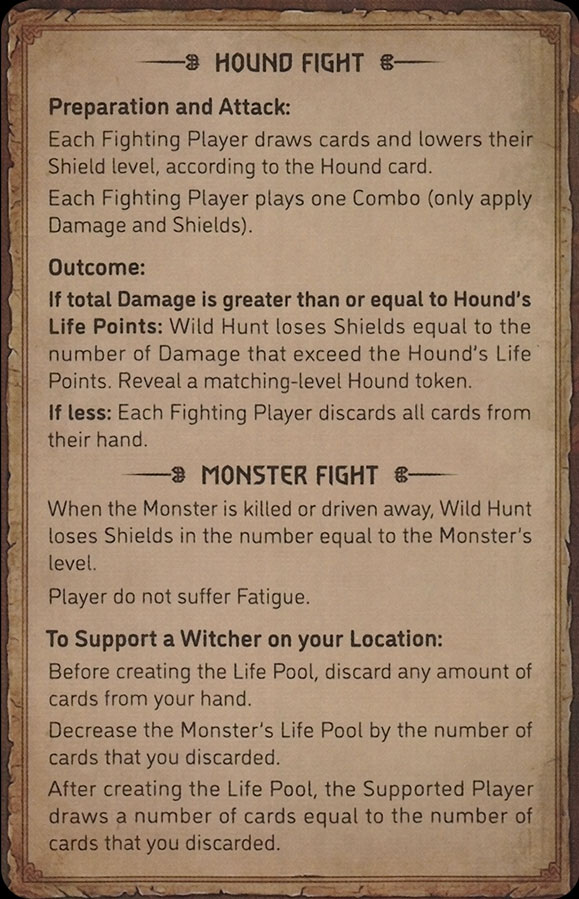 HOUND FIGHT
Preparation and Attack:
Each Fighting Player draws cards and lowers their
Shield level, according to the Hound card.
Each Fighting Player plays one Combo (only apply
Damage and Shields).
Outcome:
If total Damage is greater than or equal to Hound's
Life Points: Wild Hunt loses Shields equal to the
number of Damage that exceed the Hound's Life
Points. Reveal a matching-level Hound token.
If less: Each Fighting Player discards all cards from
their hand.
MONSTER FIGHT
When the Monster is killed or driven away, Wild Hunt
loses Shields in the number equal to the Monster's
level.
Player do not suffer Fatigue.
To Support a Witcher on your Location:
Before creating the Life Pool, discard any amount of
cards from your hand.
Decrease the Monster's Life Pool by the number of
cards that you discarded.
After creating the Life Pool, the Supported Player
draws a number of cards equal to the number of
cards that you discarded.